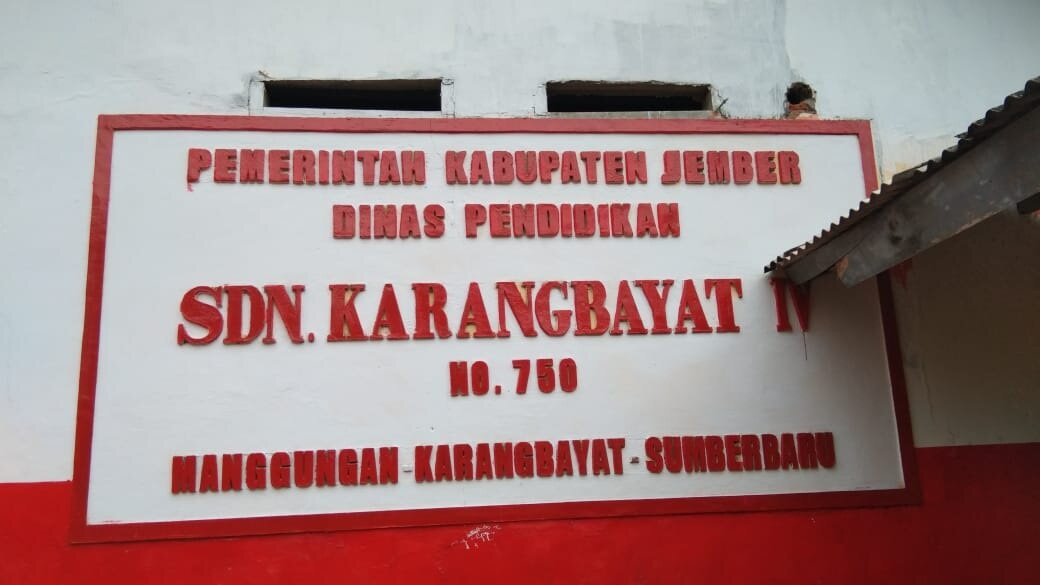 PEMERINTAH KABUPATEN JEMBER
DINAS PENDIDIKAN
SDN. KARANGBAYAT IV
NO. 750
MANGGUNGAN - KARANGBAYAT - SUMBERBARU